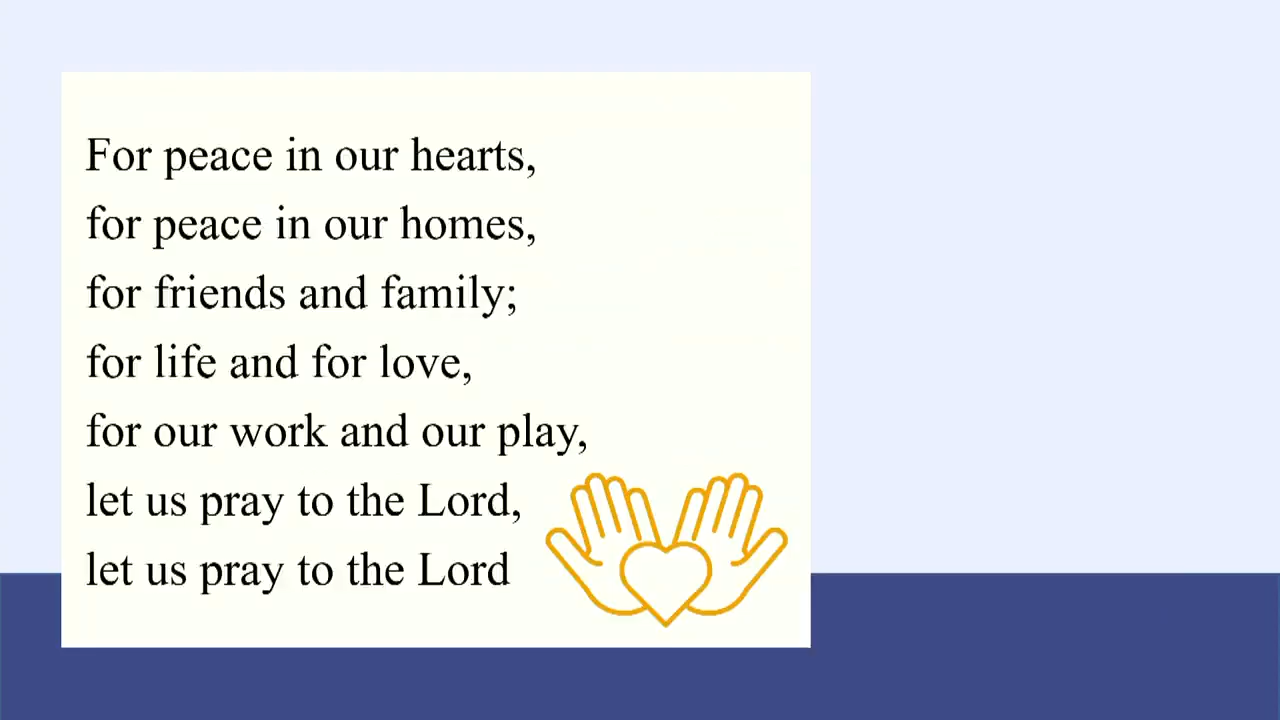 For peace in our hearts,
for peace in our homes,
for friends and family;
for life and for love,
for our work and our play,
let us pray to the Lord,
let us pray to the Lord